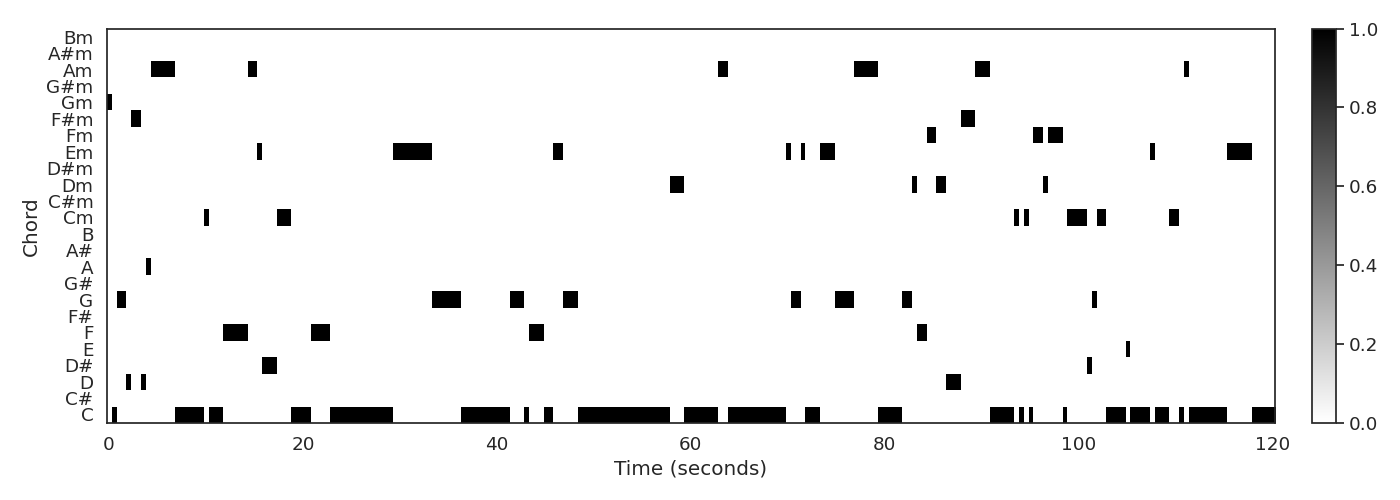 Bm
A#m
Am
G#m
Gm
F#m
Fm
Em
D#m
Dm
C#m
Cm
B
A#
A
G#
G
F#
F
E
D#
D
C#
C
Chord
0 20 40 60 80 100 120
Time (seconds)
1.0
0.8
0.6
0.4
0.2
0.0